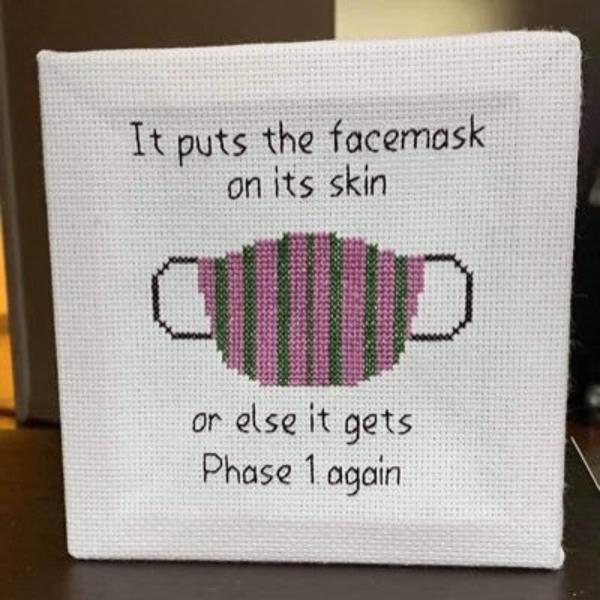 It puts the facemask
on its skin
or else it gets
Phase 1 again